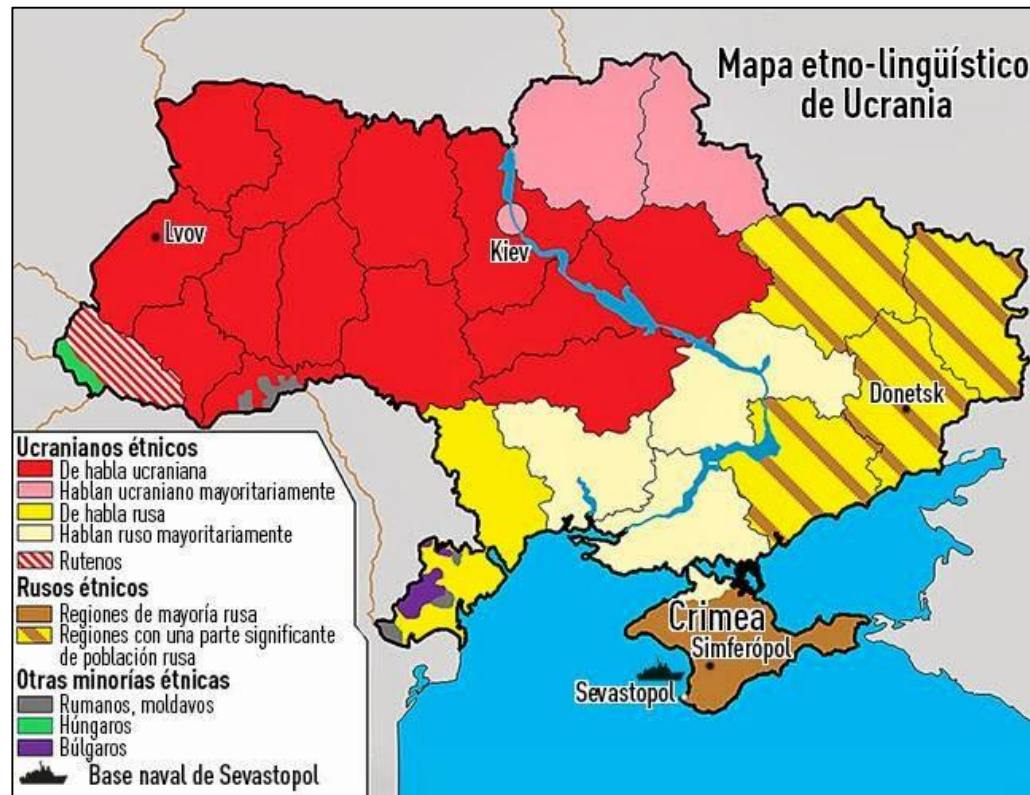 Mapa etno-lingüístico
de Ucrania
Lvov
Kiev
Donetsk
Crimea
Simferópol
Sevastopol
Ucranianos étnicos
De habla ucraniana
Hablan ucraniano mayoritariamente
De habla rusa
Hablan ruso mayoritariamente
Rutenos
Rusos étnicos
Regiones de mayoría rusa
Regiones con una parte significante
de población rusa
Otras minorías étnicas
Rumanos, moldavos
Húngaros
Búlgaros
Base naval de Sevastopol